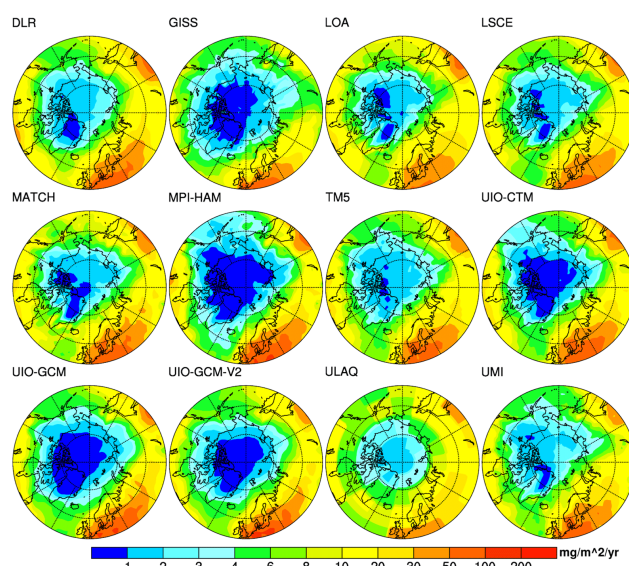 DLR GISS LOA LSCE
MATCH MPI-HAM TM5 UIO-CTM
UIO-GCM UIO-GCM-V2 ULAQ UMI
mg/m^2/yr
1 2 3 4 6 8 10 20 30 50 100 200